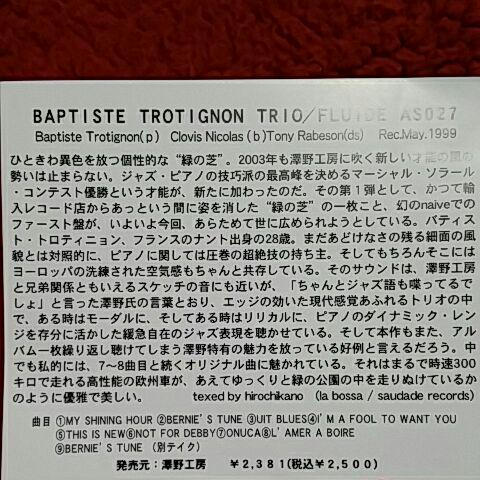 BAPTISTE TROTIGNON TRIO/FLUIDE AS027
Baptiste Trotignon(p) Clovis Nicolas (b)Tony Rabeson(ds) Rec.May.1999
ひときわ異色を放つ個性的な“緑の芝”。2003年も澤野工房に吹く新しい才能の風の
勢いは止まらない。ジャズ・ピアノの技巧派の最高峰を決めるマーシャル・ソラール
・コンテスト優勝という才能が、新たに加わったのだ。その第1弾として、かつて輸
入レコード店からあっという間に姿を消した“緑の芝”の一枚こと、幻のnaiveでの
ファースト盤が、いよいよ今回、あらためて世に広められようとしている。バティス
ト・トロティニョン、フランスのナント出身の28歳。まだあどけなさの残る細面の風
貌とは対照的に、ピアノに関しては圧巻の超絶技の持ち主。そしてもちろんそこには
ヨーロッパの洗練された空気感もちゃんと共存している。そのサウンドは、澤野工房
と兄弟関係ともいえるスケッチの音にも近いが、「ちゃんとジャズ語も喋ってるで
しょ」と言った澤野氏の言葉とおり、エッジの効いた現代感覚あふれるトリオの中
で、ある時はモーダルに、そしてある時はリリカルに、ピアノのダイナミック・レン
ジを存分に活かした緩急自在のジャズ表現を聴かせている。そして本作もまた、アル
バム一枚繰り返し聴けてしまう澤野特有の魅力を放っている好例と言えるだろう。中
でも私的には、7〜8曲目と続くオリジナル曲に魅かれている。それはまるで時速300
キロで走れる高性能の欧州車が、あえてゆっくりと緑の公園の中を走りぬけているか
のように優雅で美しい。 texed by hirochikano (la bossa / saudade records)
曲目 ①MY SHINING HOUR ②BERNIE'S TUNE ③UIT BLUES④I'M A FOOL TO WANT YOU
⑤THIS IS NEW⑥NOT FOR DEBBY⑦ONUCA⑧L' AMER A BOIRE
⑨BERNIE' S TUNE (別テイク)
発売元：澤野工房 ￥2,381(税込￥2,500)